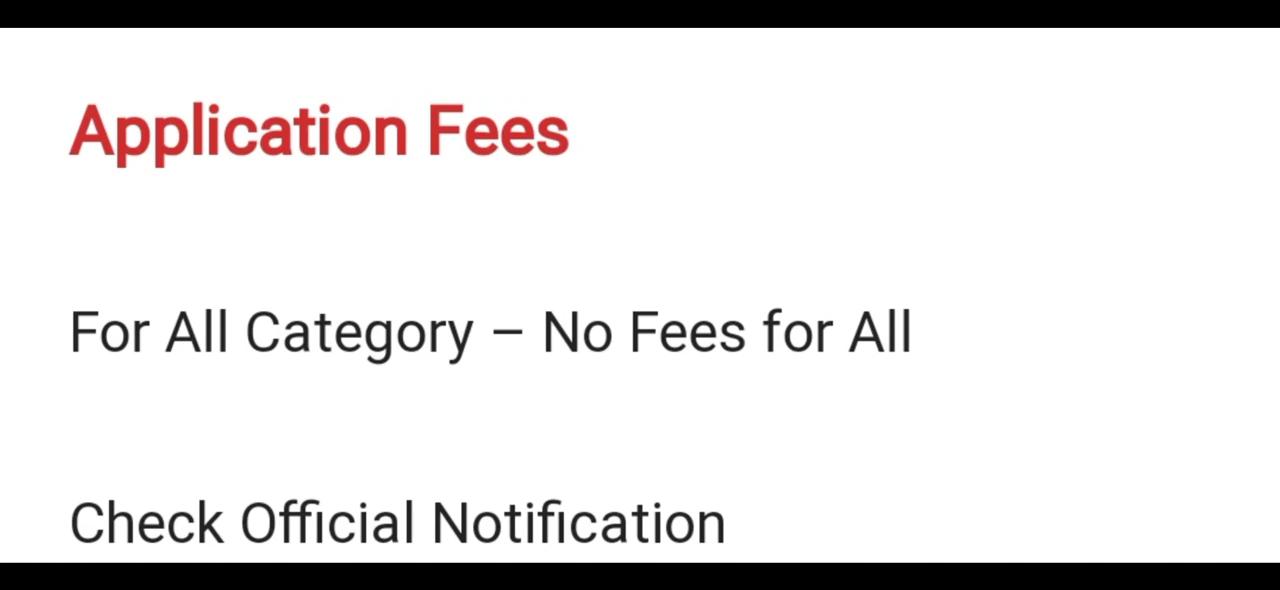 Application Fees
For All Category – No Fees for All
Check Official Notification